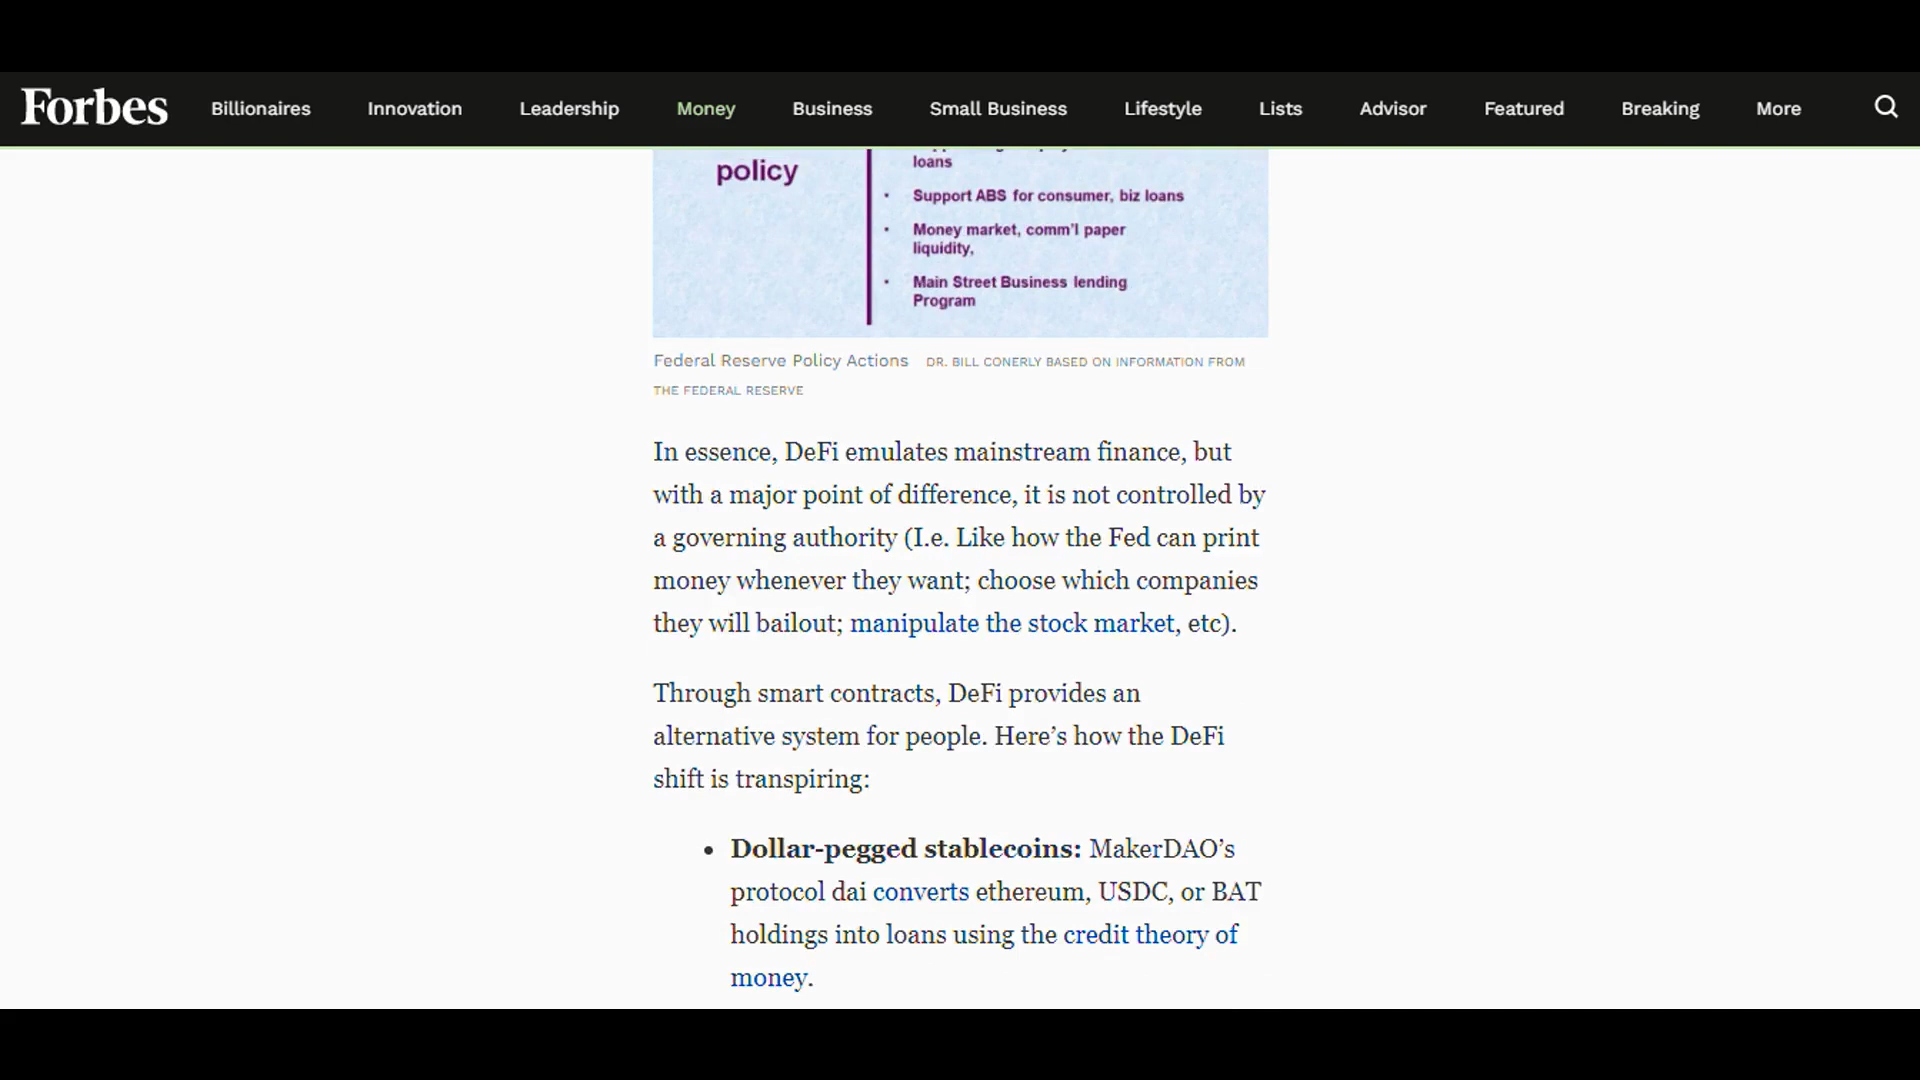 Forbes Billionaires Innovation Leadership Money Business Small Business Lifestyle Lists Advisor Featured Breaking More
policy
loans
• Support ABS for consumer, biz loans
• Money market, comm'l paper
liquidity,
• Main Street Business lending
Program
Federal Reserve Policy Actions DR. BILL CONERLY BASED ON INFORMATION FROM
THE FEDERAL RESERVE
In essence, DeFi emulates mainstream finance, but
with a major point of difference, it is not controlled by
a governing authority (I.e. Like how the Fed can print
money whenever they want; choose which companies
they will bailout; manipulate the stock market, etc).
Through smart contracts, DeFi provides an
alternative system for people. Here’s how the DeFi
shift is transpiring:
• Dollar-pegged stablecoins: MakerDAO’s
protocol dai converts ethereum, USDC, or BAT
holdings into loans using the credit theory of
money.